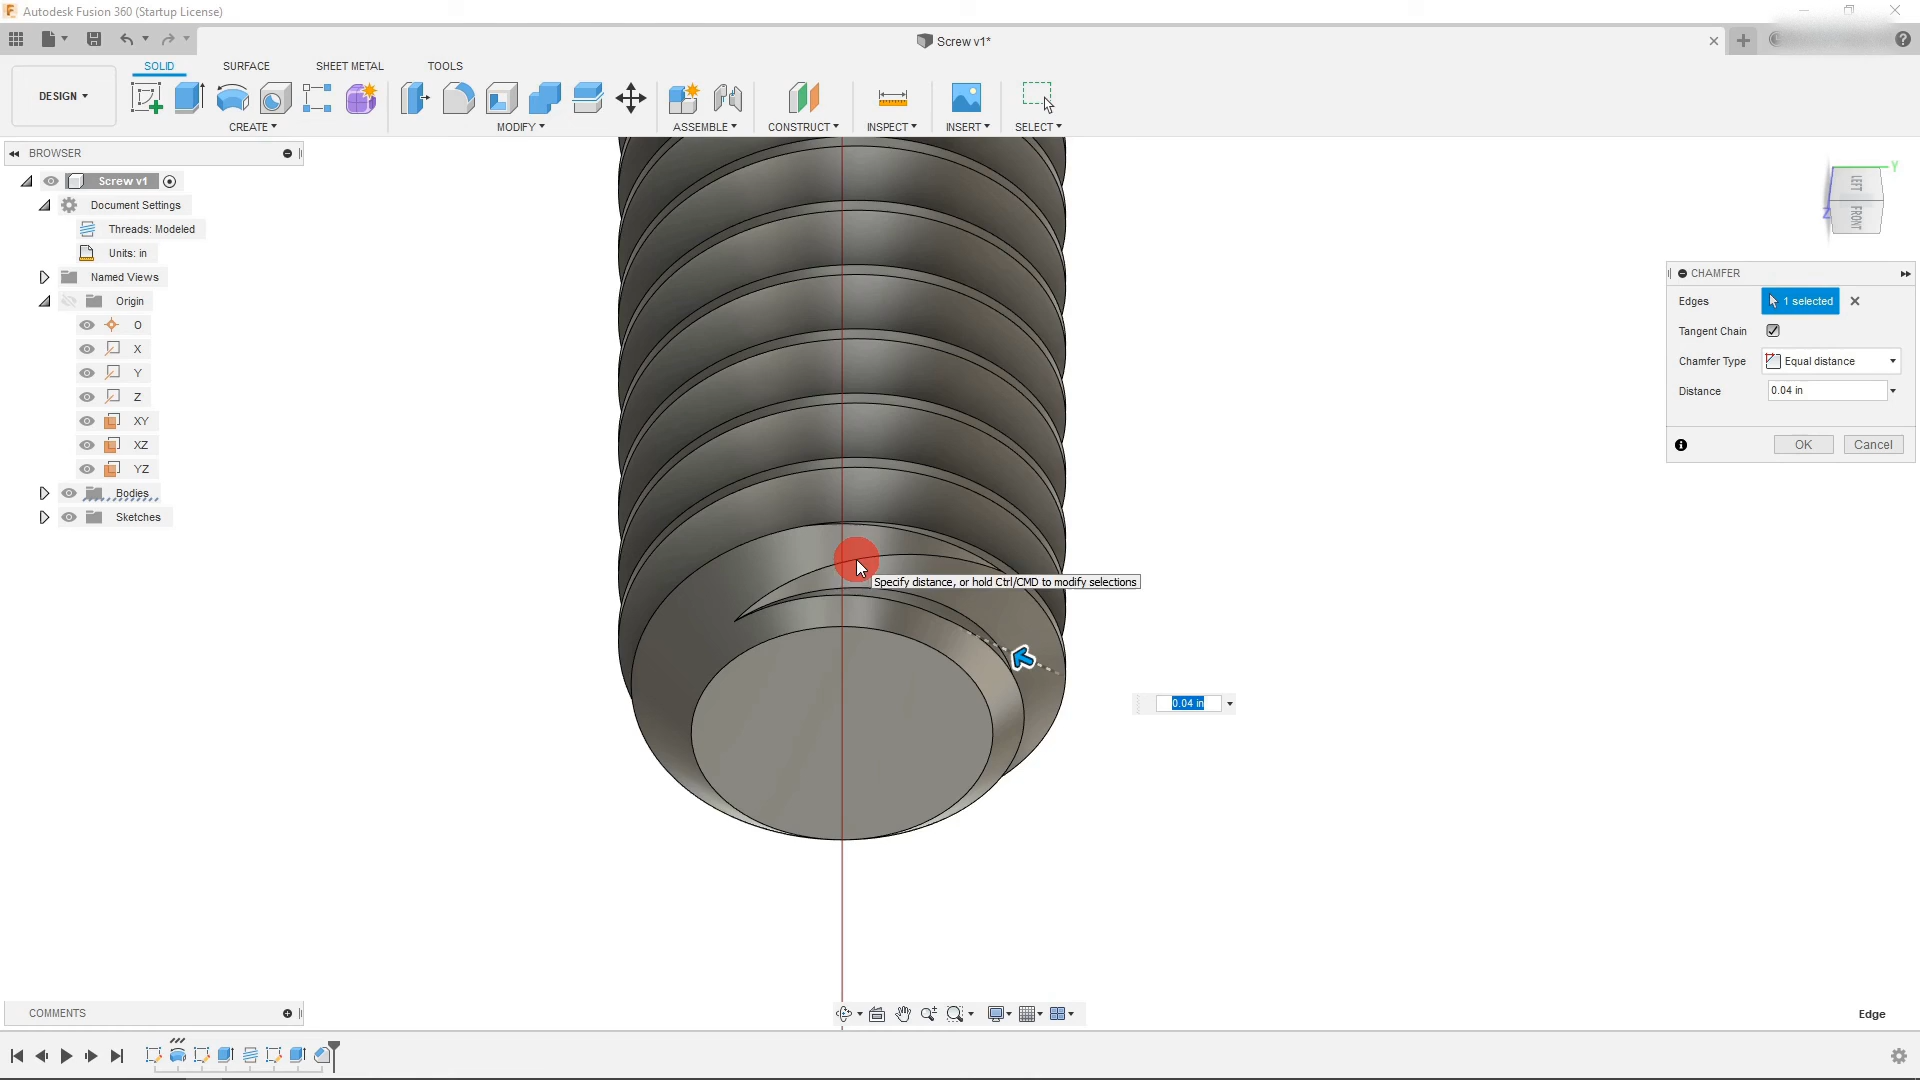 Autodesk Fusion 360 (Startup License)
Screw v1*
SOLID SURFACE SHEET METAL TOOLS
DESIGN
CREATE MODIFY ASSEMBLE CONSTRUCT INSPECT INSERT SELECT
BROWSER
Screw v1
Document Settings
Threads: Modeled
Units: in
Named Views
Origin
O
X
Y
Z
XY
XZ
YZ
Bodies
Sketches
Y
LEFT
Z
FRONT
CHAMFER
Edges 1 selected
Tangent Chain
Chamfer Type Equal distance
Distance 0.04 in
OK Cancel
Specify distance, or hold Ctrl/CMD to modify selections
0.04 in
COMMENTS
Edge